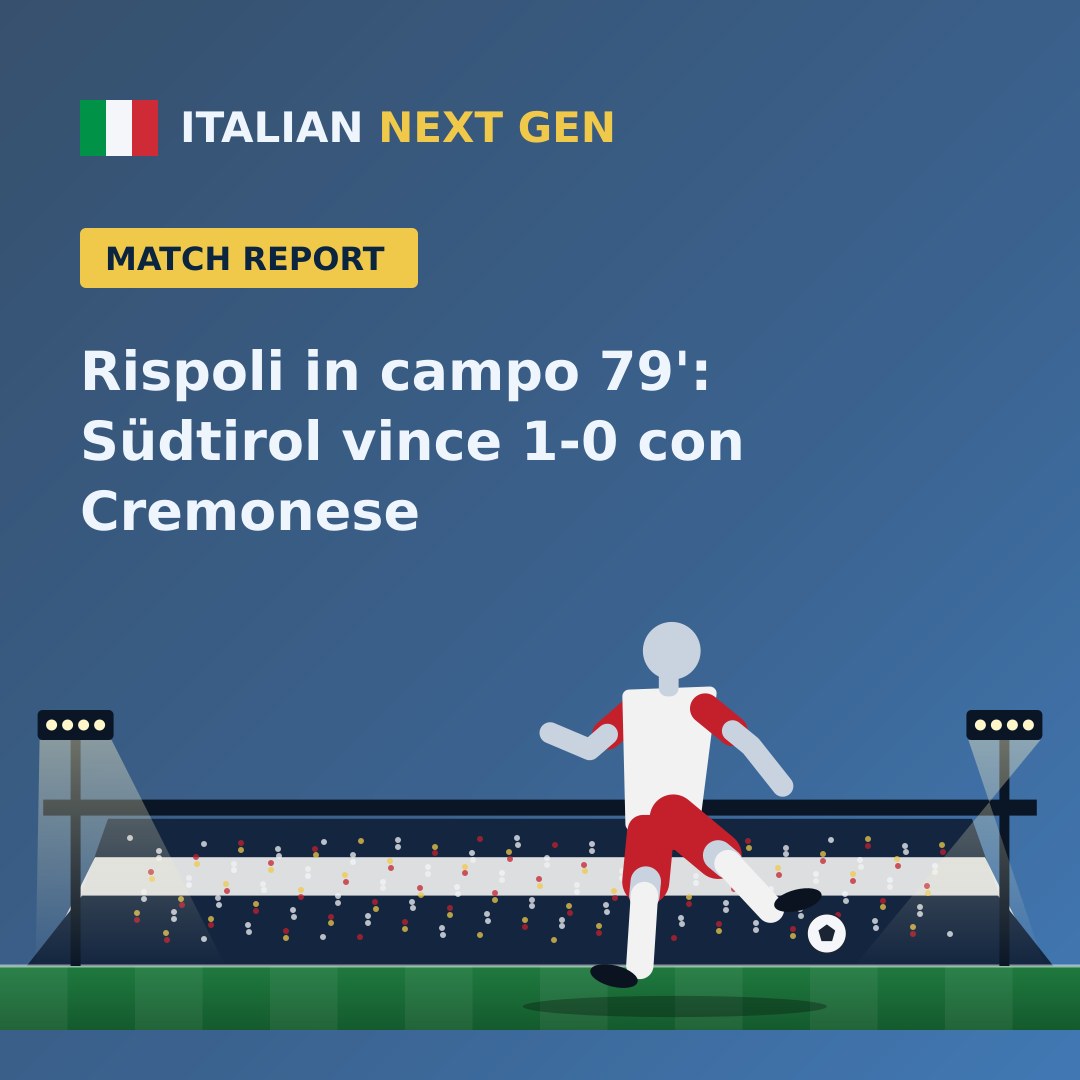 ITALIAN NEXT GEN
MATCH REPORT
Rispoli in campo 79':
Südtirol vince 1-0 con
Cremonese